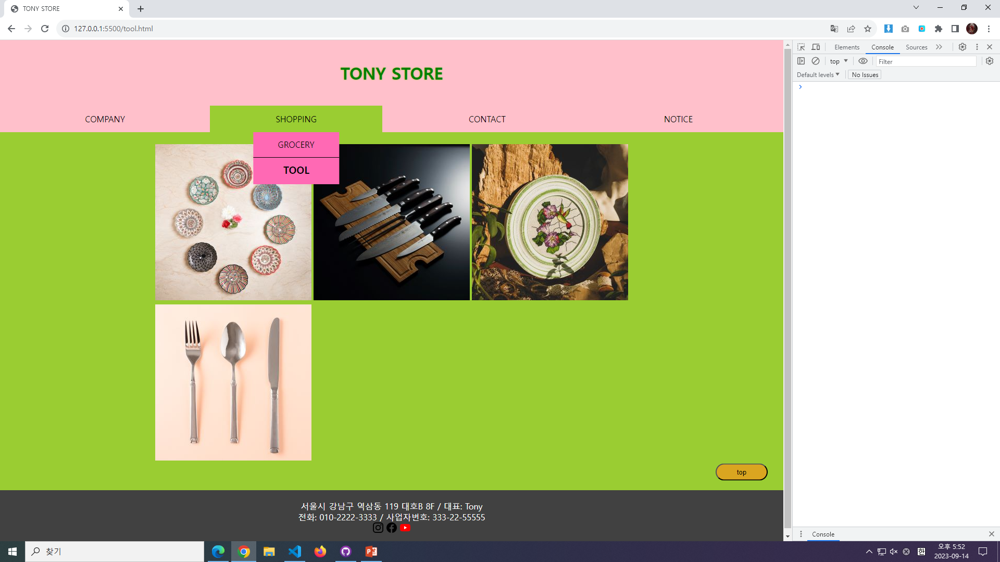 TONY STORE
127.0.0.1:5500/tool.html
TONY STORE
COMPANY
SHOPPING
CONTACT
NOTICE
GROCERY
TOOL
top
서울시 강남구 역삼동 119 대호B 8F / 대표: Tony
전화: 010-2222-3333 / 사업자번호: 333-22-55555
Elements
Console
Sources
top
Filter
Default levels
No Issues
Console
찾기
한
오후 5:52
2023-09-14